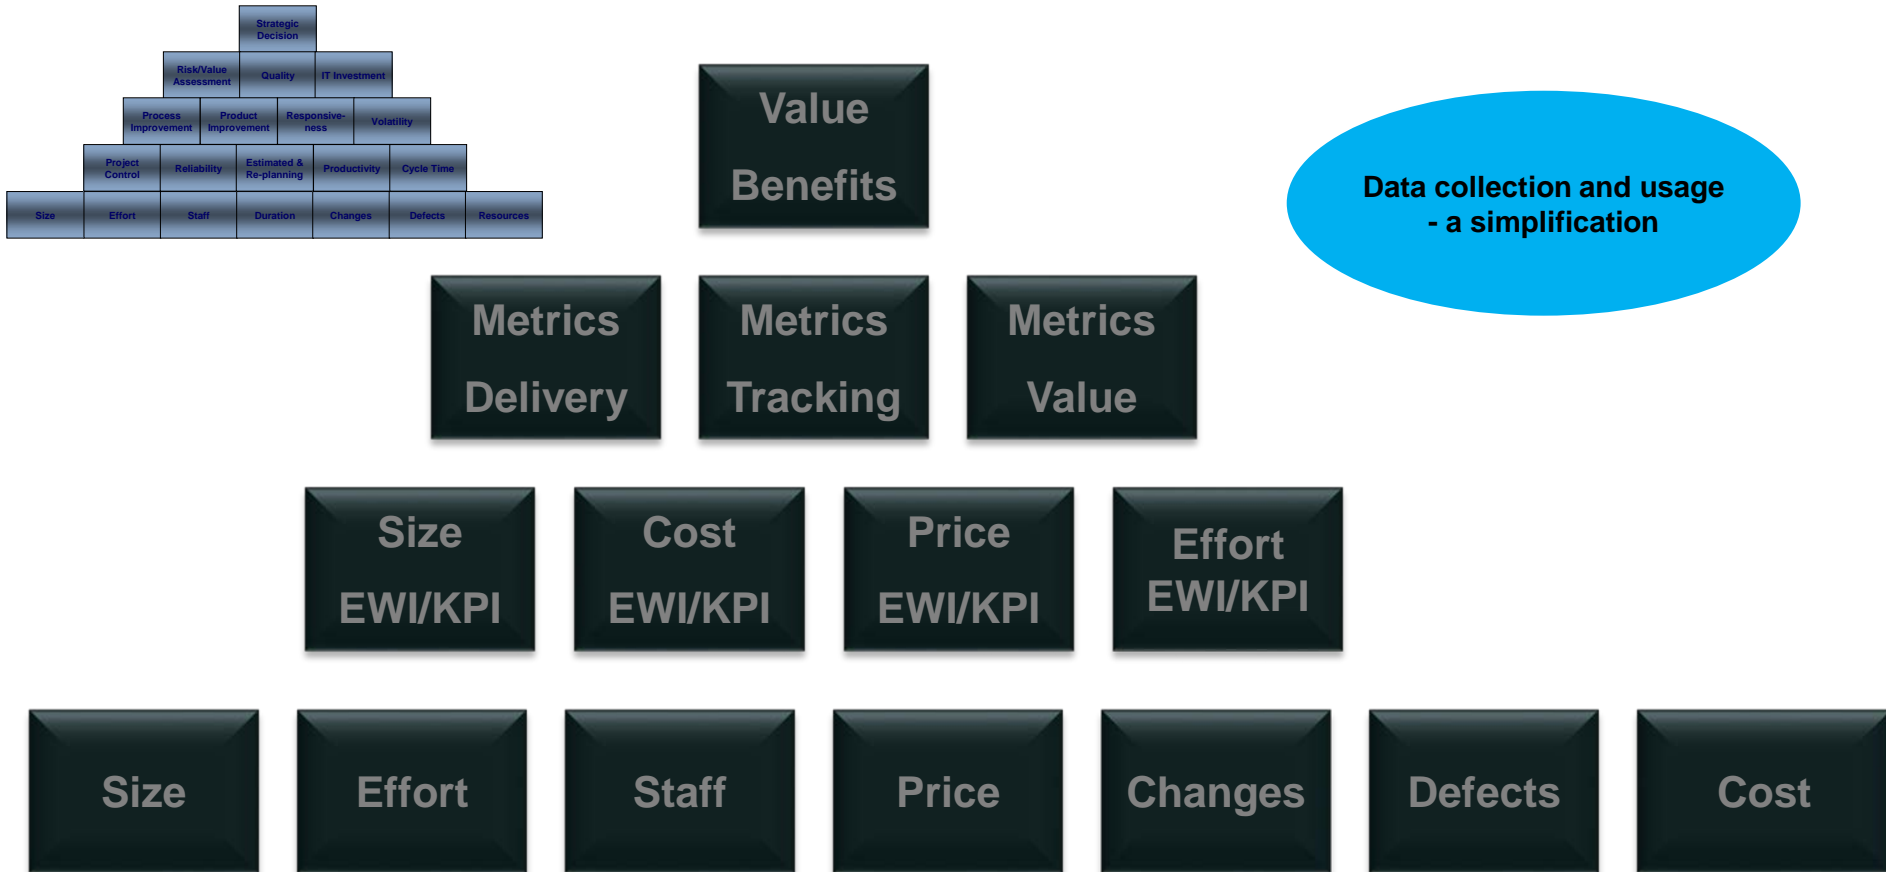 Strategic
Decision
Risk/Value
Assessment
Quality
IT Investment
Process
Improvement
Product
Improvement
Responsive-
ness
Volatility
Project
Control
Reliability
Estimated &
Re-planning
Productivity
Cycle Time
Size
Effort
Staff
Duration
Changes
Defects
Resources
Data collection and usage
- a simplification
Value
Benefits
Metrics
Delivery
Metrics
Tracking
Metrics
Value
Size
EWI/KPI
Cost
EWI/KPI
Price
EWI/KPI
Effort
EWI/KPI
Size
Effort
Staff
Price
Changes
Defects
Cost